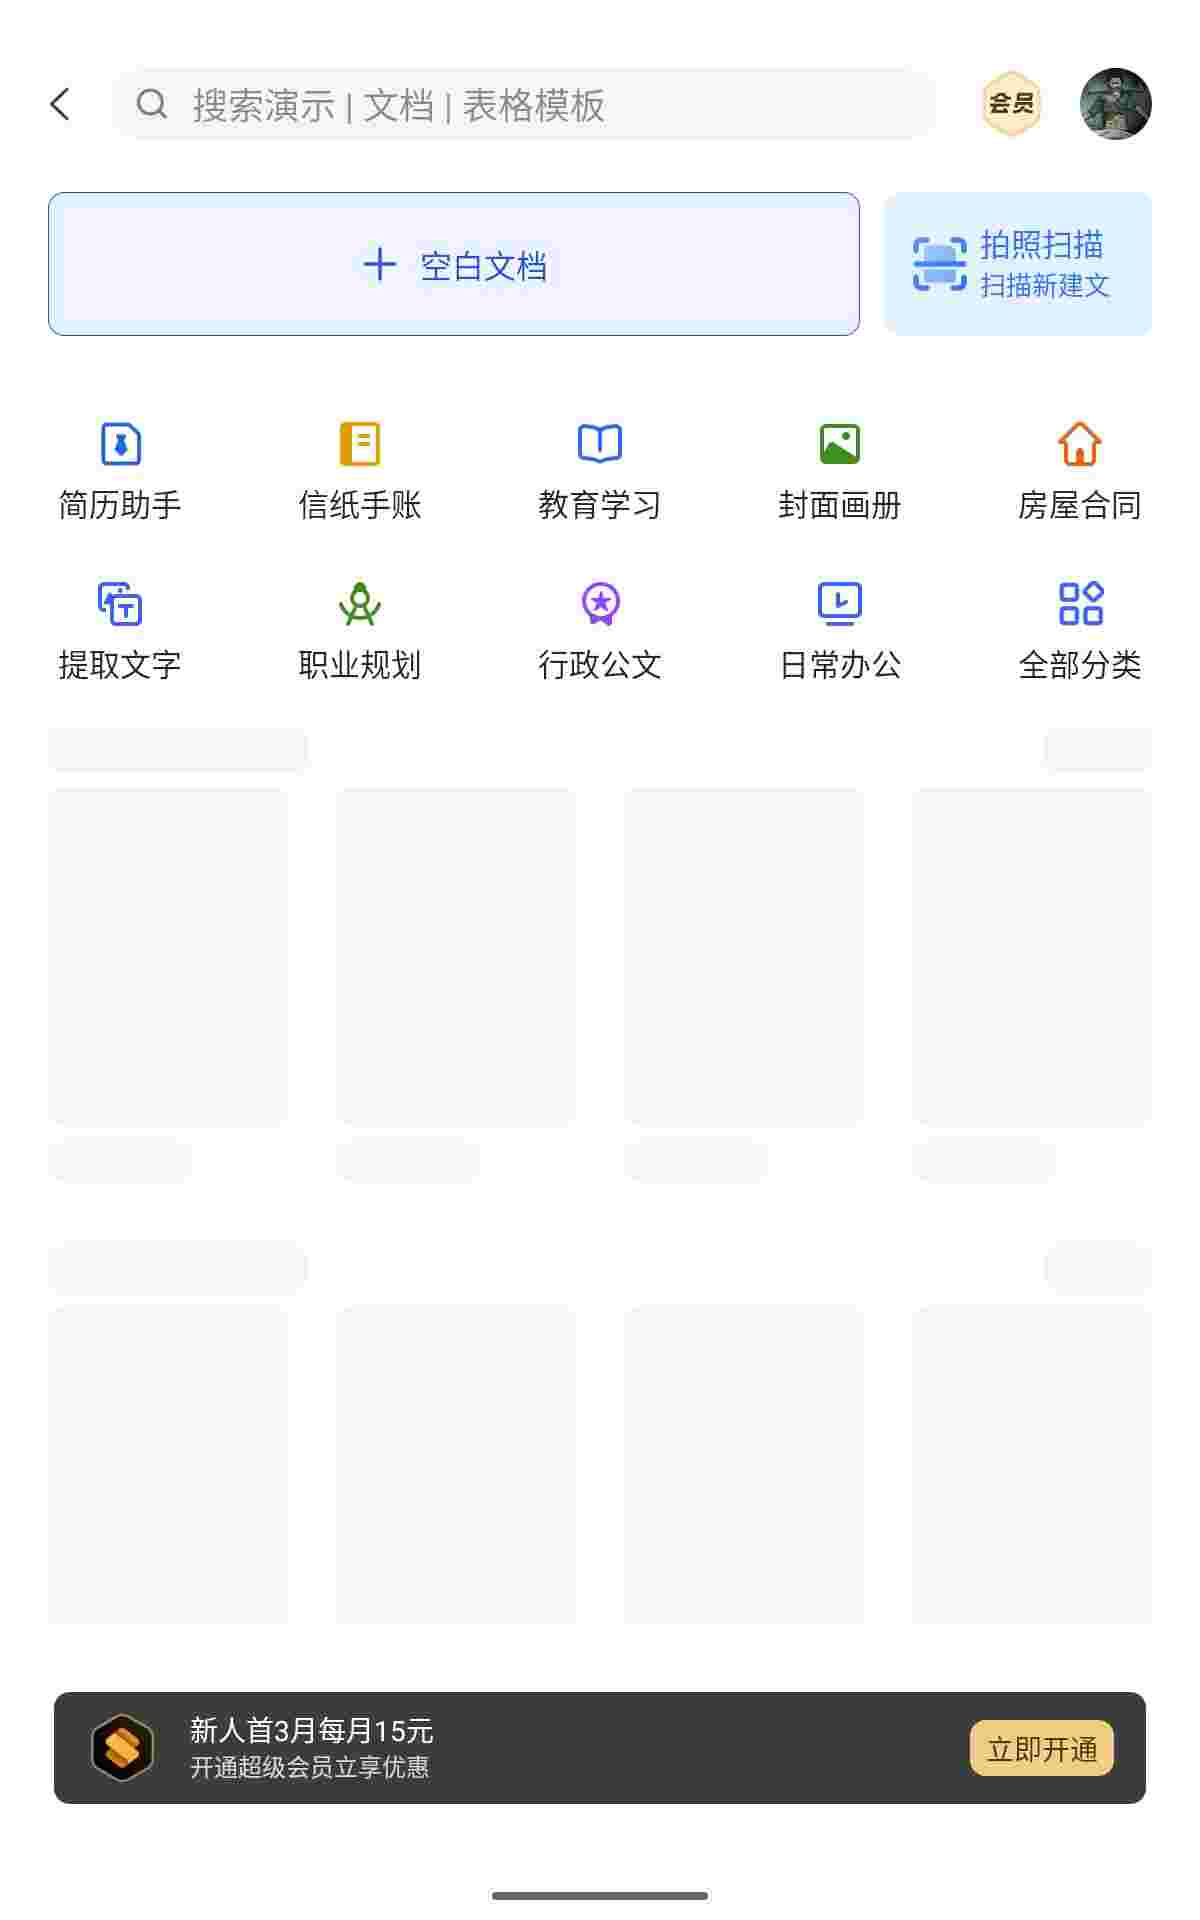 搜索演示 | 文档 | 表格模板
会员
空白文档
拍照扫描
扫描新建文
简历助手
信纸手账
教育学习
封面画册
房屋合同
提取文字
职业规划
行政公文
日常办公
全部分类
新人首3月每月15元
开通超级会员立享优惠
立即开通